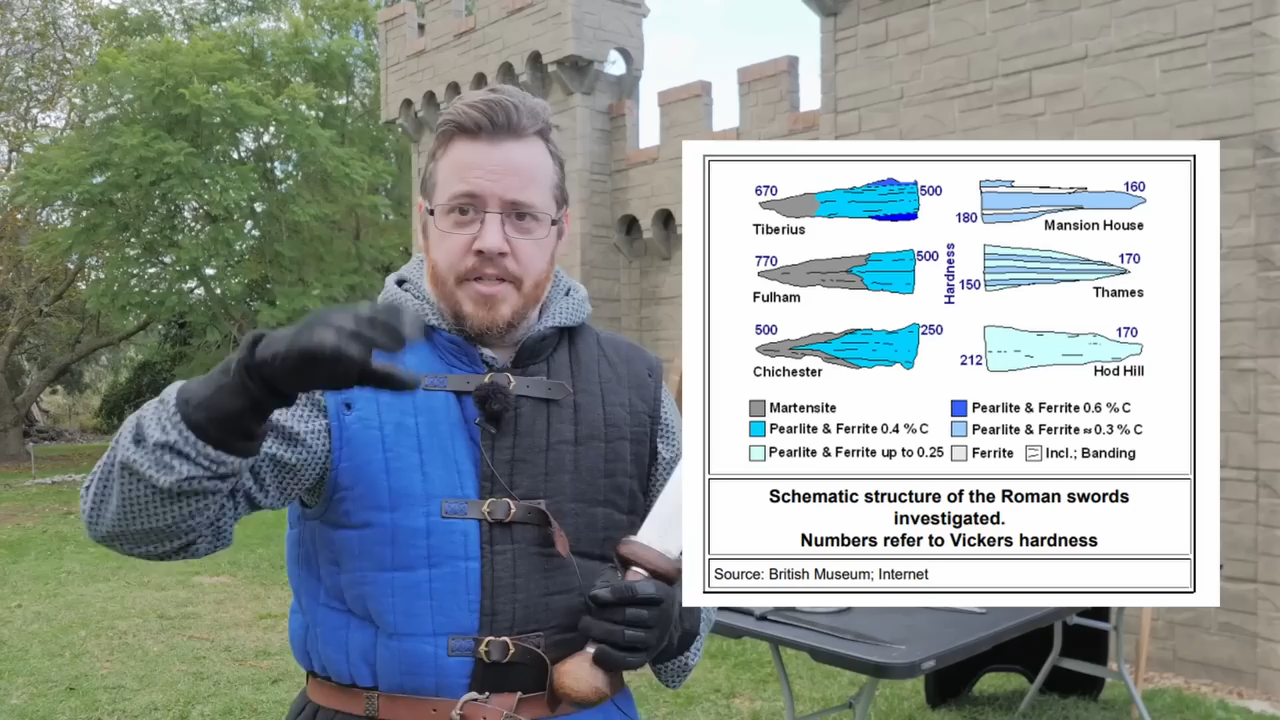 670
500
Tiberius
160
180
Mansion House
770
500
Fulham
Hardness
170
150
Thames
500
250
Chichester
170
212
Hod Hill
Martensite
Pearlite & Ferrite 0.6 % C
Pearlite & Ferrite 0.4 % C
Pearlite & Ferrite ≈ 0.3 % C
Pearlite & Ferrite up to 0.25
Ferrite
Incl.; Banding
Schematic structure of the Roman swords
investigated.
Numbers refer to Vickers hardness
Source: British Museum; Internet